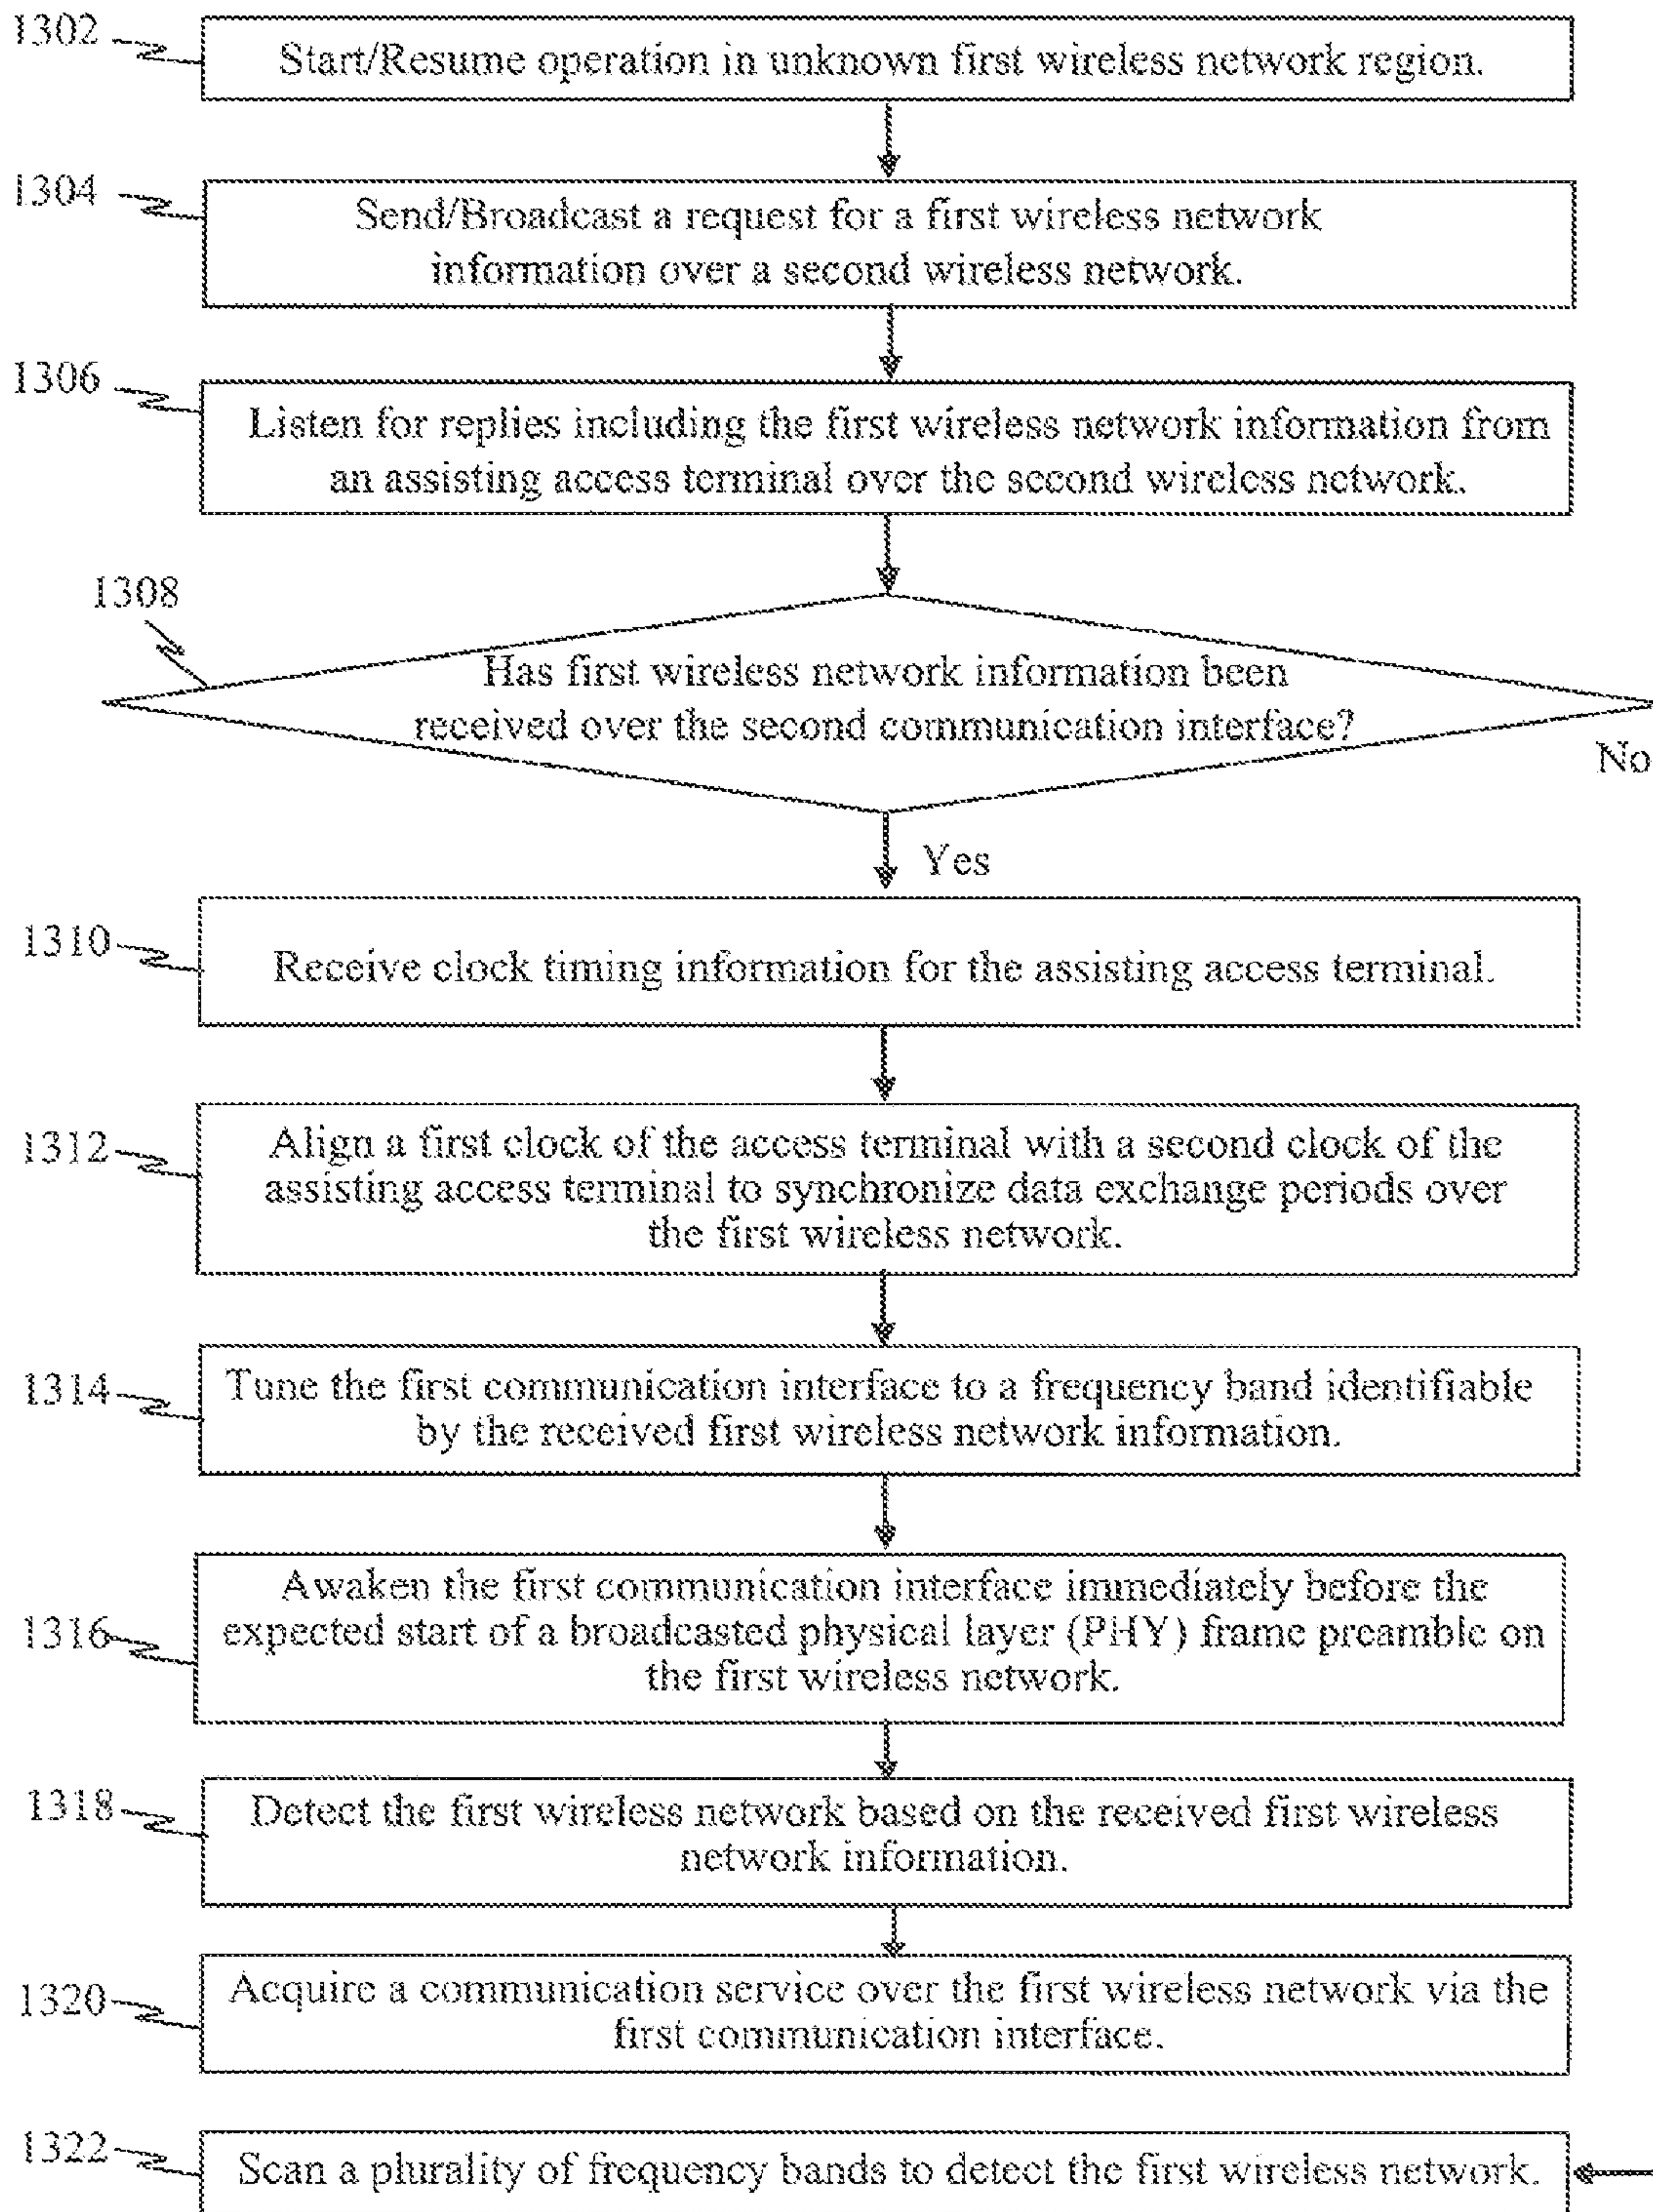 1302
Start/Resume operation in unknown first wireless network region.
1304
Send/Broadcast a request for a first wireless network
information over a second wireless network.
1306
Listen for replies including the first wireless network information from
an assisting access terminal over the second wireless network.
1308
Has first wireless network information been
received over the second communication interface?
No
Yes
1310
Receive clock timing information for the assisting access terminal.
1312
Align a first clock of the access terminal with a second clock of the
assisting access terminal to synchronize data exchange periods over
the first wireless network.
1314
Tune the first communication interface to a frequency band identifiable
by the received first wireless network information.
1316
Awaken the first communication interface immediately before the
expected start of a broadcasted physical layer (PHY) frame preamble on
the first wireless network.
1318
Detect the first wireless network based on the received first wireless
network information.
1320
Acquire a communication service over the first wireless network via the
first communication interface.
1322
Scan a plurality of frequency bands to detect the first wireless network.